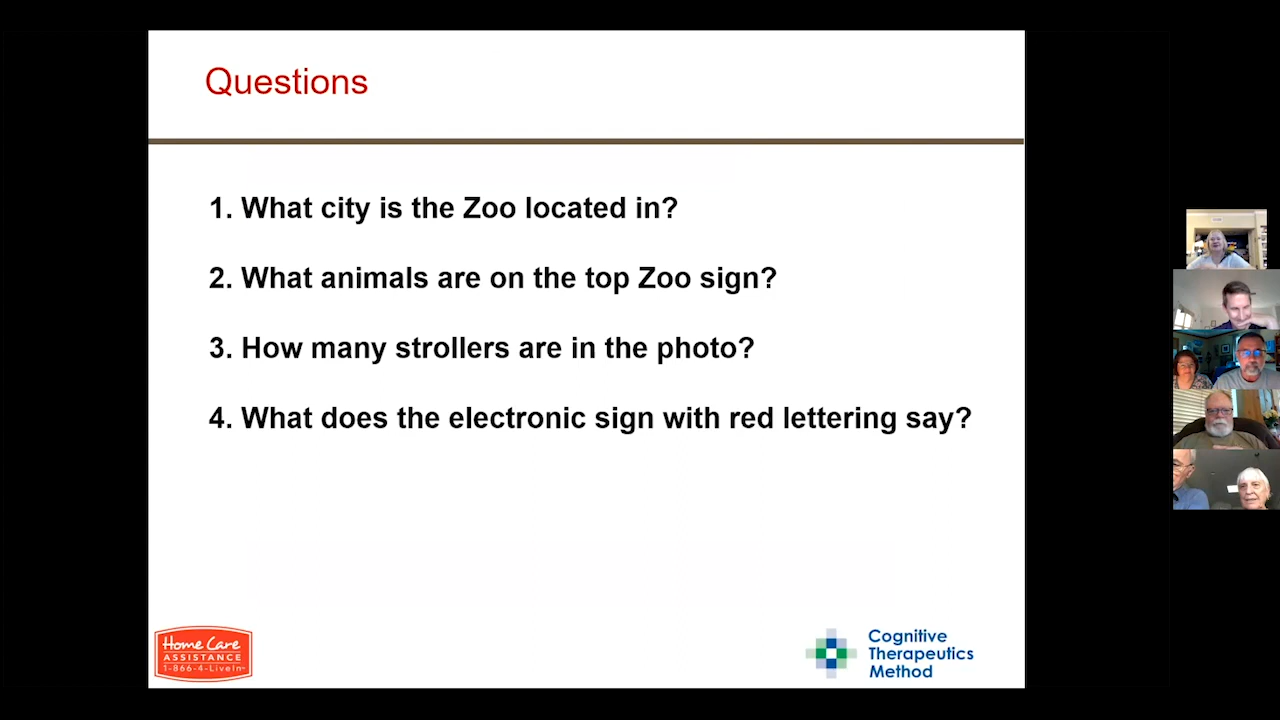 Questions
1. What city is the Zoo located in?
2. What animals are on the top Zoo sign?
3. How many strollers are in the photo?
4. What does the electronic sign with red lettering say?
Home Care
ASSISTANCE
1-866-4-LiveIn
Cognitive
Therapeutics
Method